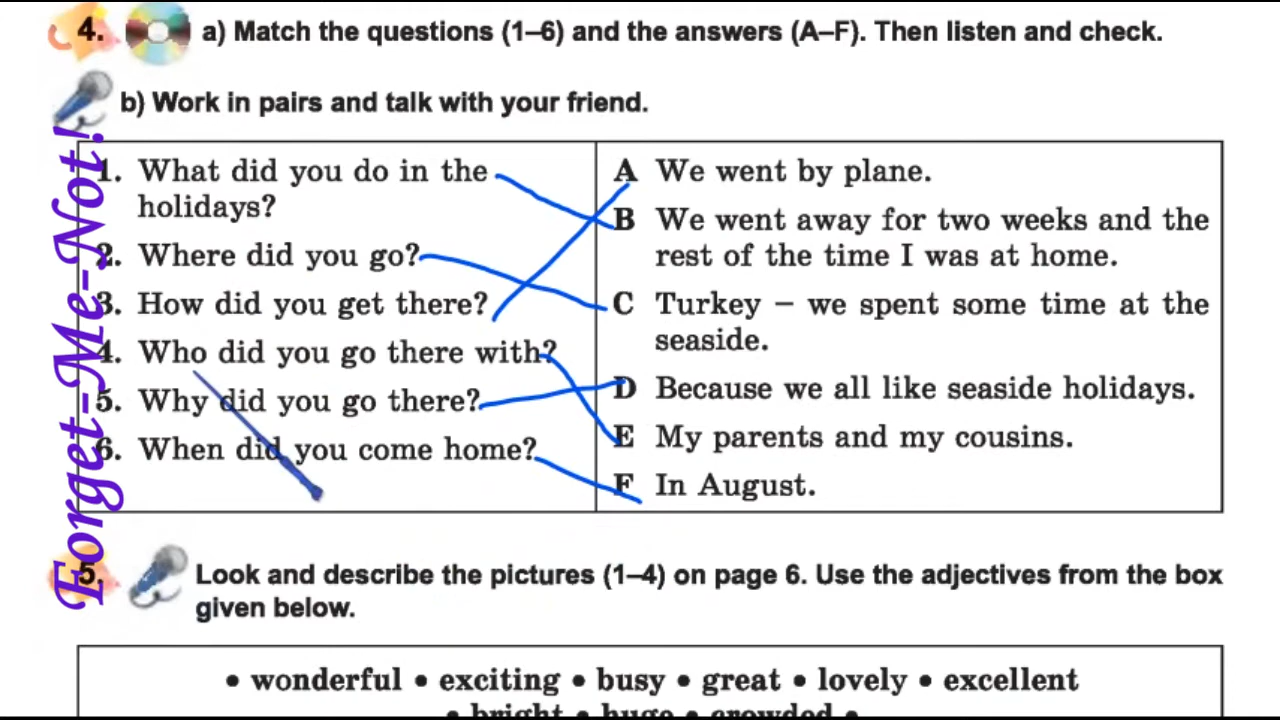 4. a) Match the questions (1–6) and the answers (A–F). Then listen and check.
b) Work in pairs and talk with your friend.
Forget-Me-Not!
1. What did you do in the
holidays?
2. Where did you go?
3. How did you get there?
4. Who did you go there with?
5. Why did you go there?
6. When did you come home?
A We went by plane.
B We went away for two weeks and the
rest of the time I was at home.
C Turkey – we spent some time at the
seaside.
D Because we all like seaside holidays.
E My parents and my cousins.
F In August.
5. Look and describe the pictures (1–4) on page 6. Use the adjectives from the box
given below.
• wonderful • exciting • busy • great • lovely • excellent
• bright • huge • crowded •